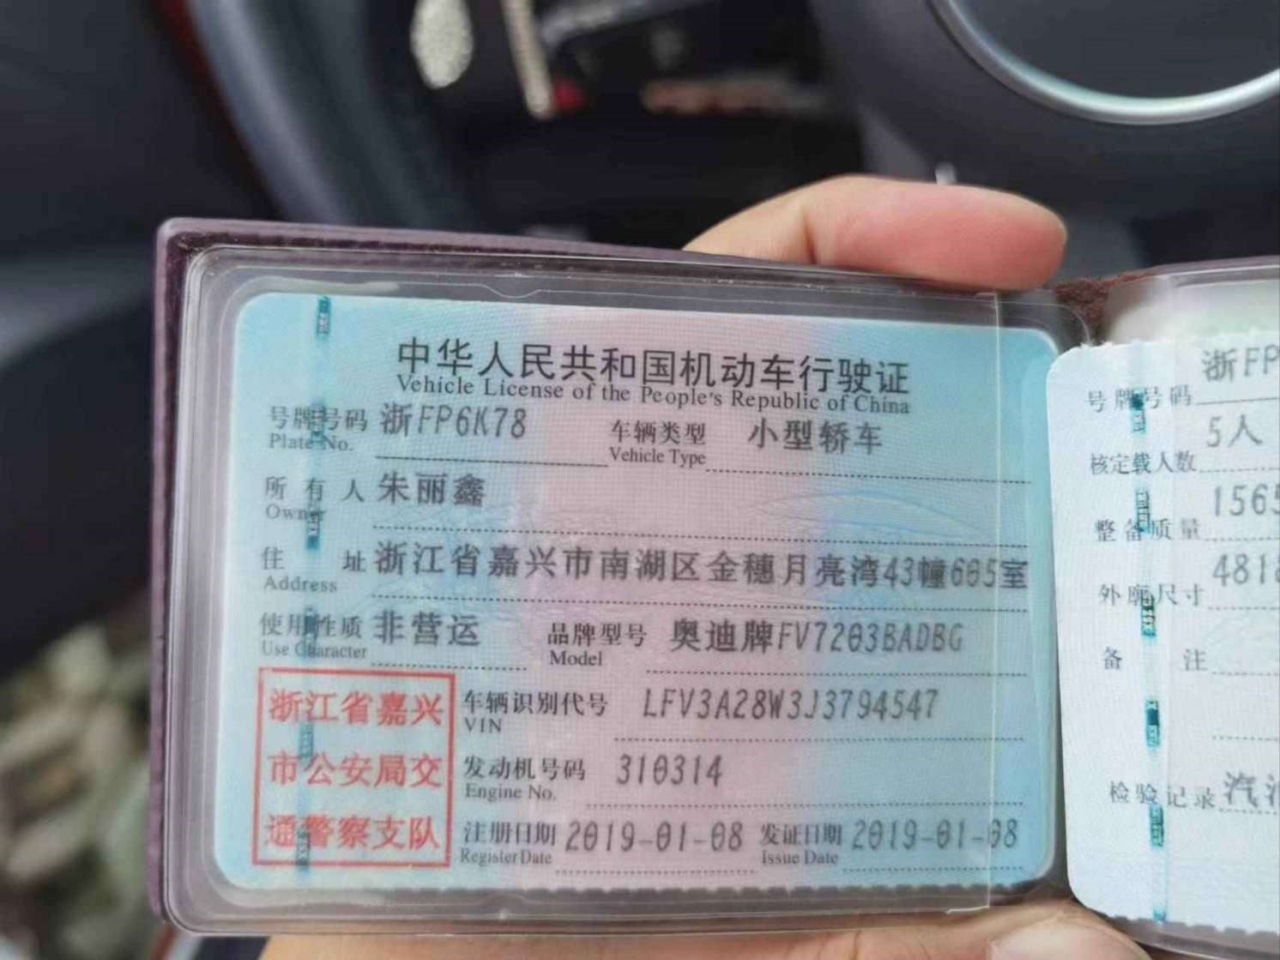 中华人民共和国机动车行驶证
Vehicle License of the People's Republic of China
号牌号码 浙FP6K78 车辆类型 小型轿车
Plate No. Vehicle Type
所有人 朱丽鑫
Owner
住址 浙江省嘉兴市南湖区金穗月亮湾43幢605室
Address
使用性质 非营运 品牌型号 奥迪牌FV7203BADBG
Use Character Model
浙江省嘉兴
市公安局交
通警察支队
车辆识别代号 LFV3A28W3J3794547
VIN
发动机号码 310314
Engine No.
注册日期 2019-01-08 发证日期 2019-01-08
Register Date Issue Date
号牌号码 浙FP
核定载人数 5人
整备质量 1565
外廓尺寸 481
备注
检验记录 汽